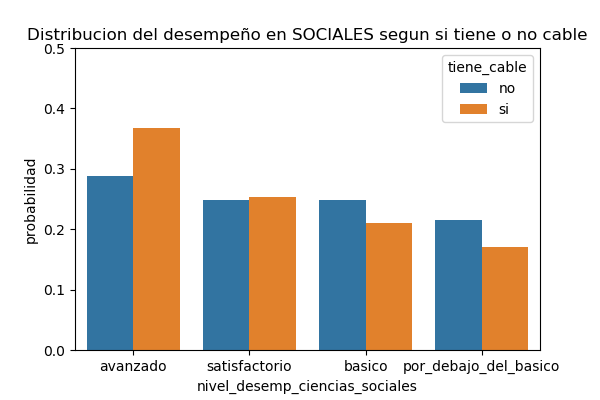 Distribucion del desempeño en SOCIALES segun si tiene o no cable
0.5
0.4
0.3
0.2
0.1
0.0
probabilidad
tiene_cable
no
si
avanzado satisfactorio basico por_debajo_del_basico
nivel_desemp_ciencias_sociales